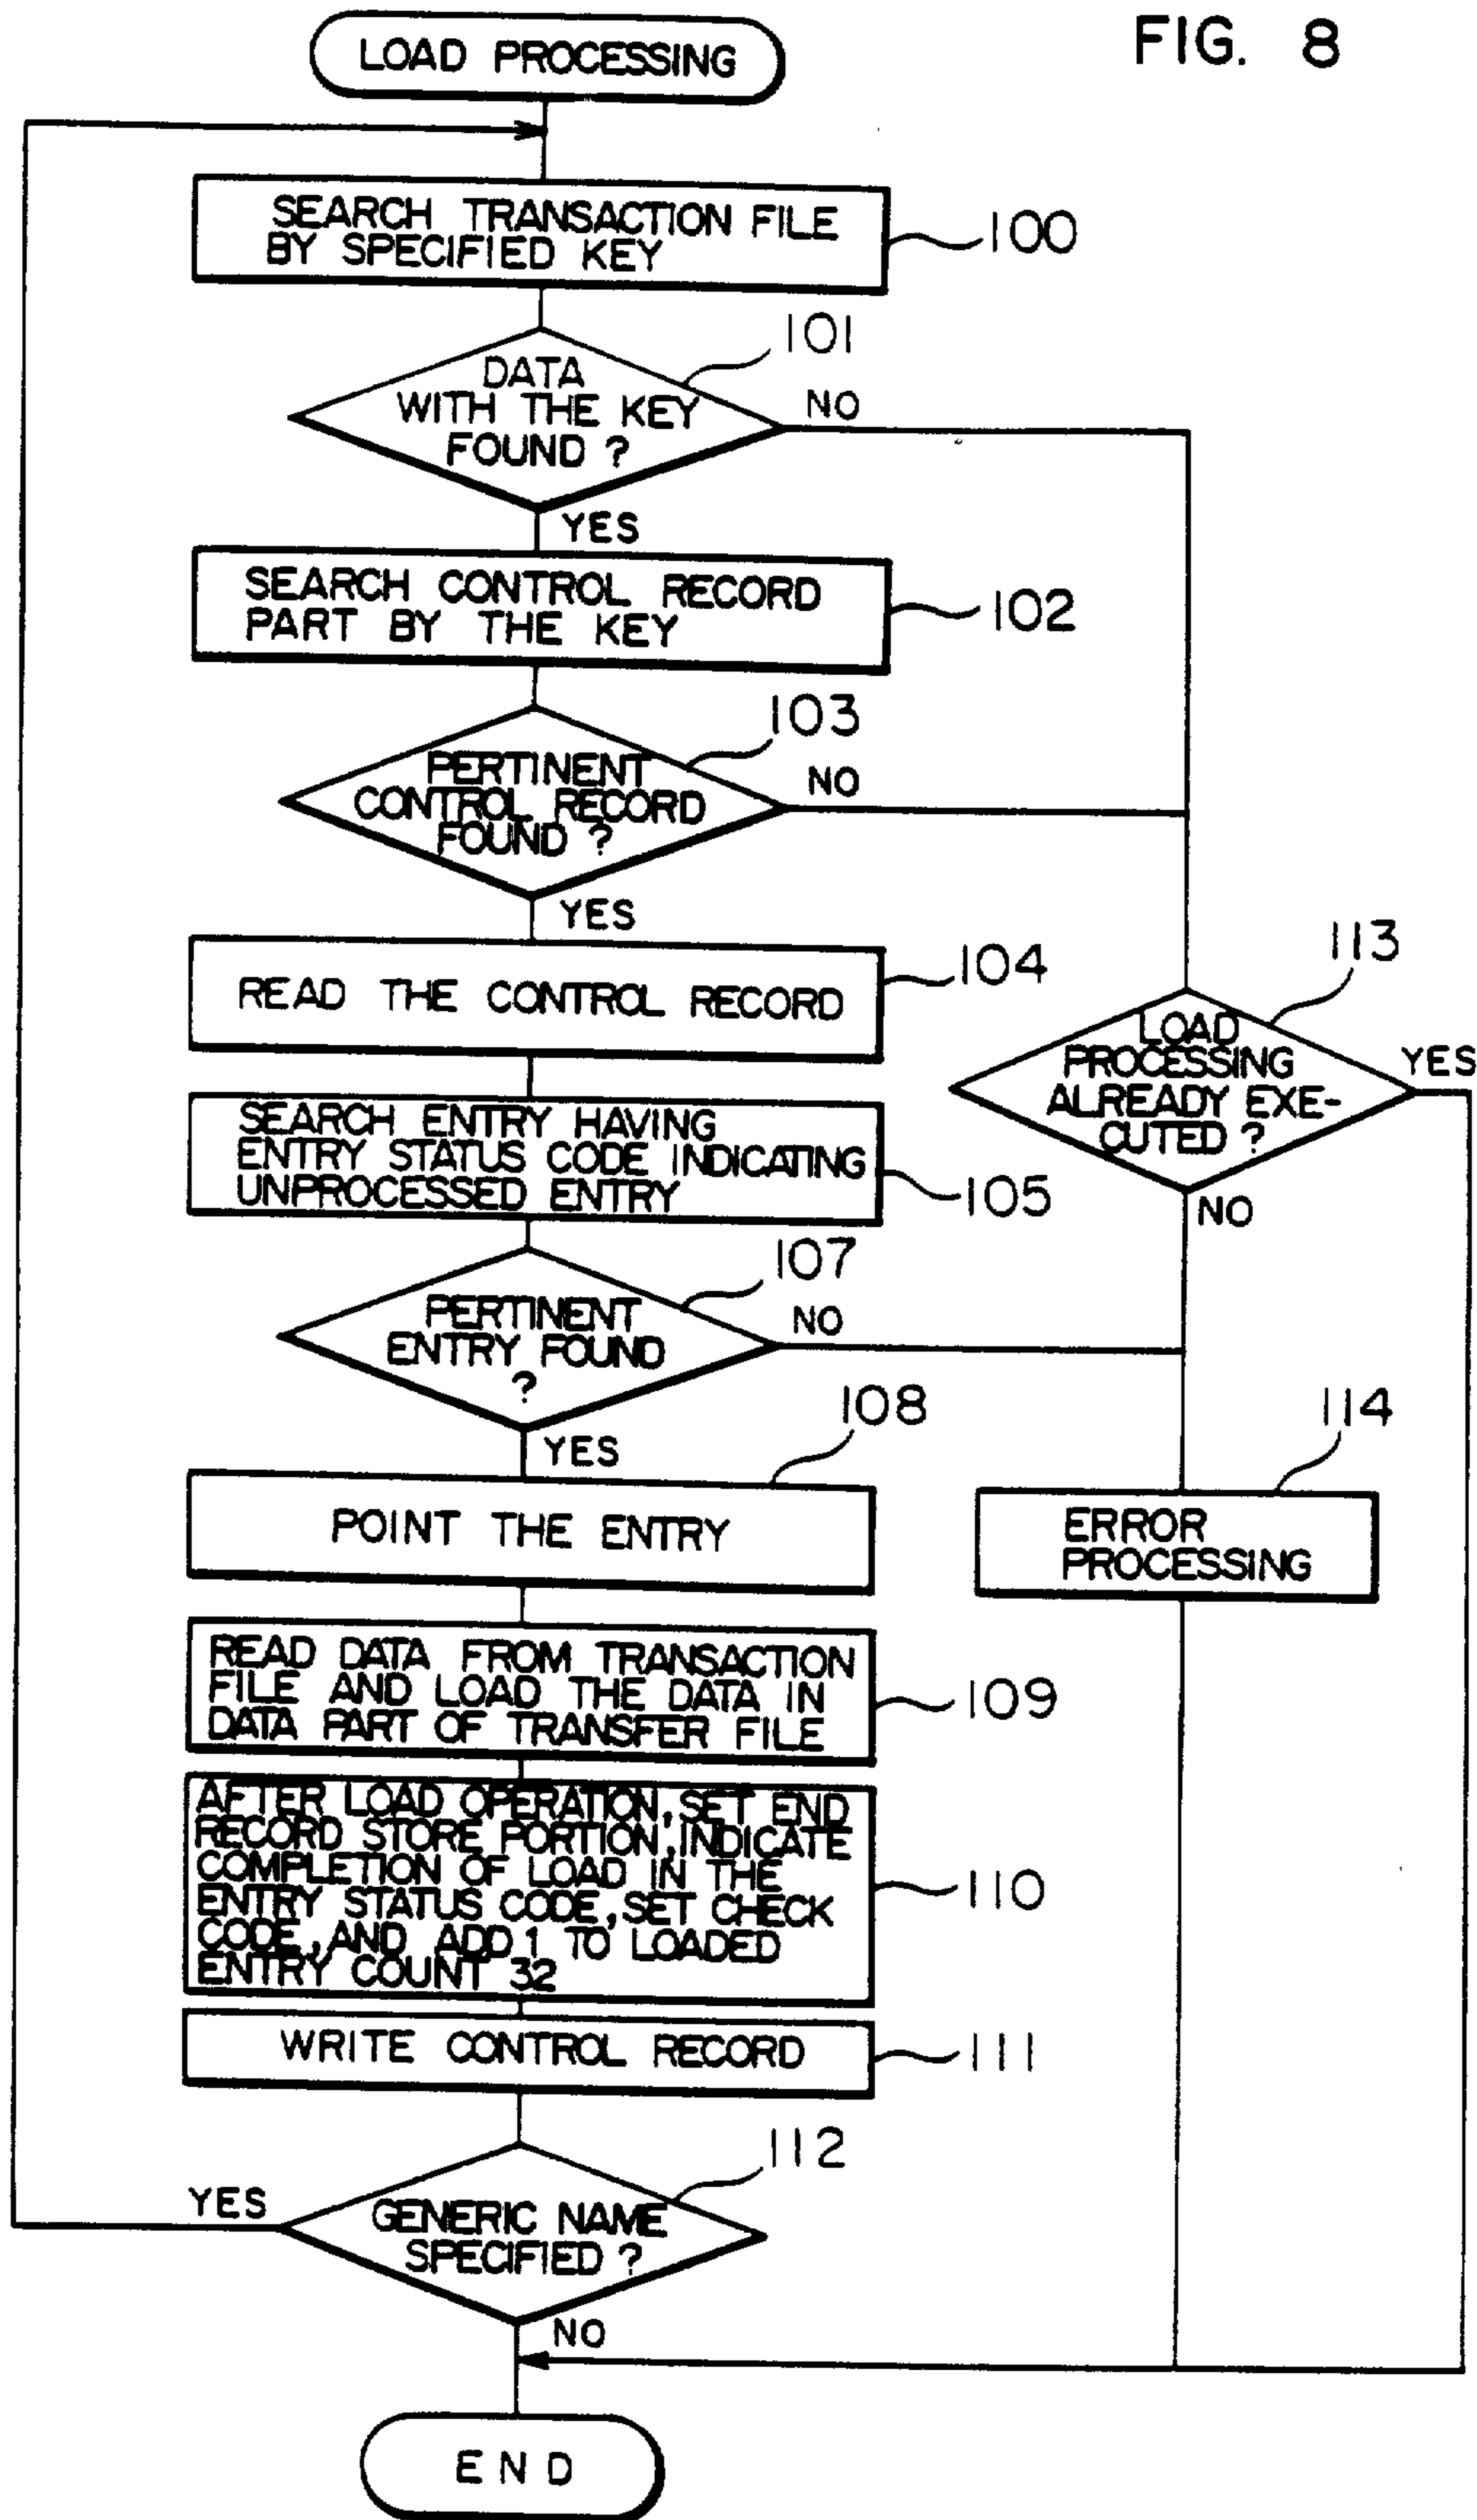 FIG. 8
LOAD PROCESSING
SEARCH TRANSACTION FILE
BY SPECIFIED KEY
100
101
DATA
WITH THE KEY
FOUND ?
NO
YES
SEARCH CONTROL RECORD
PART BY THE KEY
102
103
PERTINENT
CONTROL RECORD
FOUND ?
NO
YES
READ THE CONTROL RECORD
104
113
LOAD
PROCESSING
ALREADY EXE-
CUTED ?
YES
NO
SEARCH ENTRY HAVING
ENTRY STATUS CODE INDICATING
UNPROCESSED ENTRY
105
107
PERTINENT
ENTRY FOUND
?
NO
YES
108
POINT THE ENTRY
114
ERROR
PROCESSING
READ DATA FROM TRANSACTION
FILE AND LOAD THE DATA IN
DATA PART OF TRANSFER FILE
109
AFTER LOAD OPERATION, SET END
RECORD STORE PORTION, INDICATE
COMPLETION OF LOAD IN THE
ENTRY STATUS CODE, SET CHECK
CODE, AND ADD 1 TO LOADED
ENTRY COUNT 32
110
WRITE CONTROL RECORD
111
112
GENERIC NAME
SPECIFIED ?
YES
NO
END